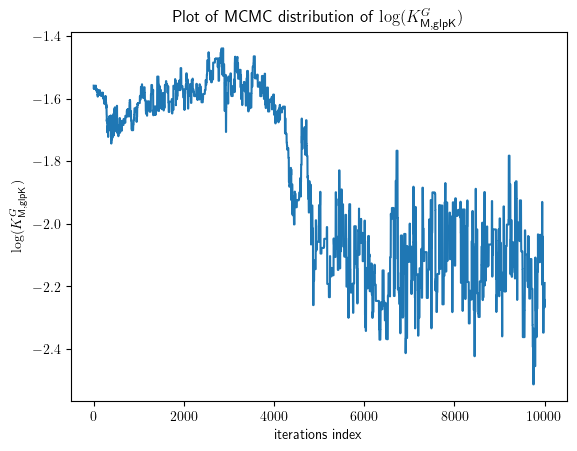 Plot of MCMC distribution of log(K^G_{M,glpK})
log(K^G_{M,glpK})
−1.4
−1.6
−1.8
−2.0
−2.2
−2.4
0 2000 4000 6000 8000 10000
iterations index